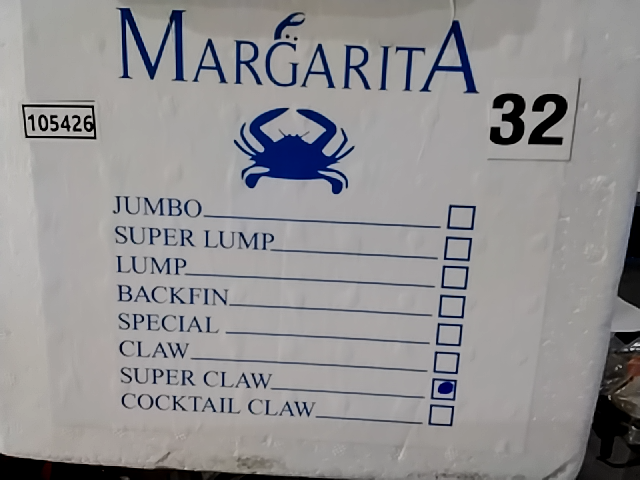 MARGARITA
105426
32
JUMBO
SUPER LUMP
LUMP
BACKFIN
SPECIAL
CLAW
SUPER CLAW
COCKTAIL CLAW